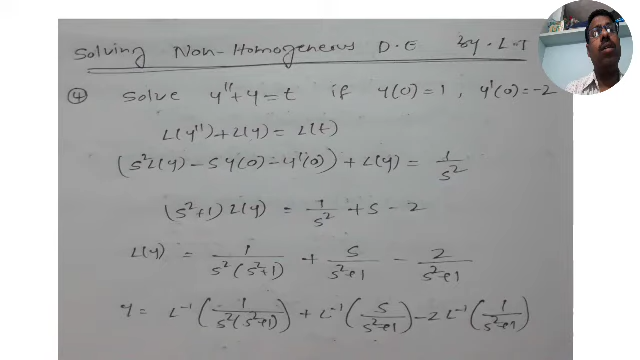 Solving Non-Homogeneous D.E by. L.T
④ Solve y'' + y = t if y(0) = 1, y'(0) = -2
L(y'') + L(y) = L(t)
(s²L(y) - sy(0) - y'(0)) + L(y) = 1/s²
(s²+1) L(y) = 1/s² + s - 2
L(y) = 1/(s²(s²+1)) + s/(s²+1) - 2/(s²+1)
y = L⁻¹(1/(s²(s²+1))) + L⁻¹(s/(s²+1)) - 2 L⁻¹(1/(s²+1))